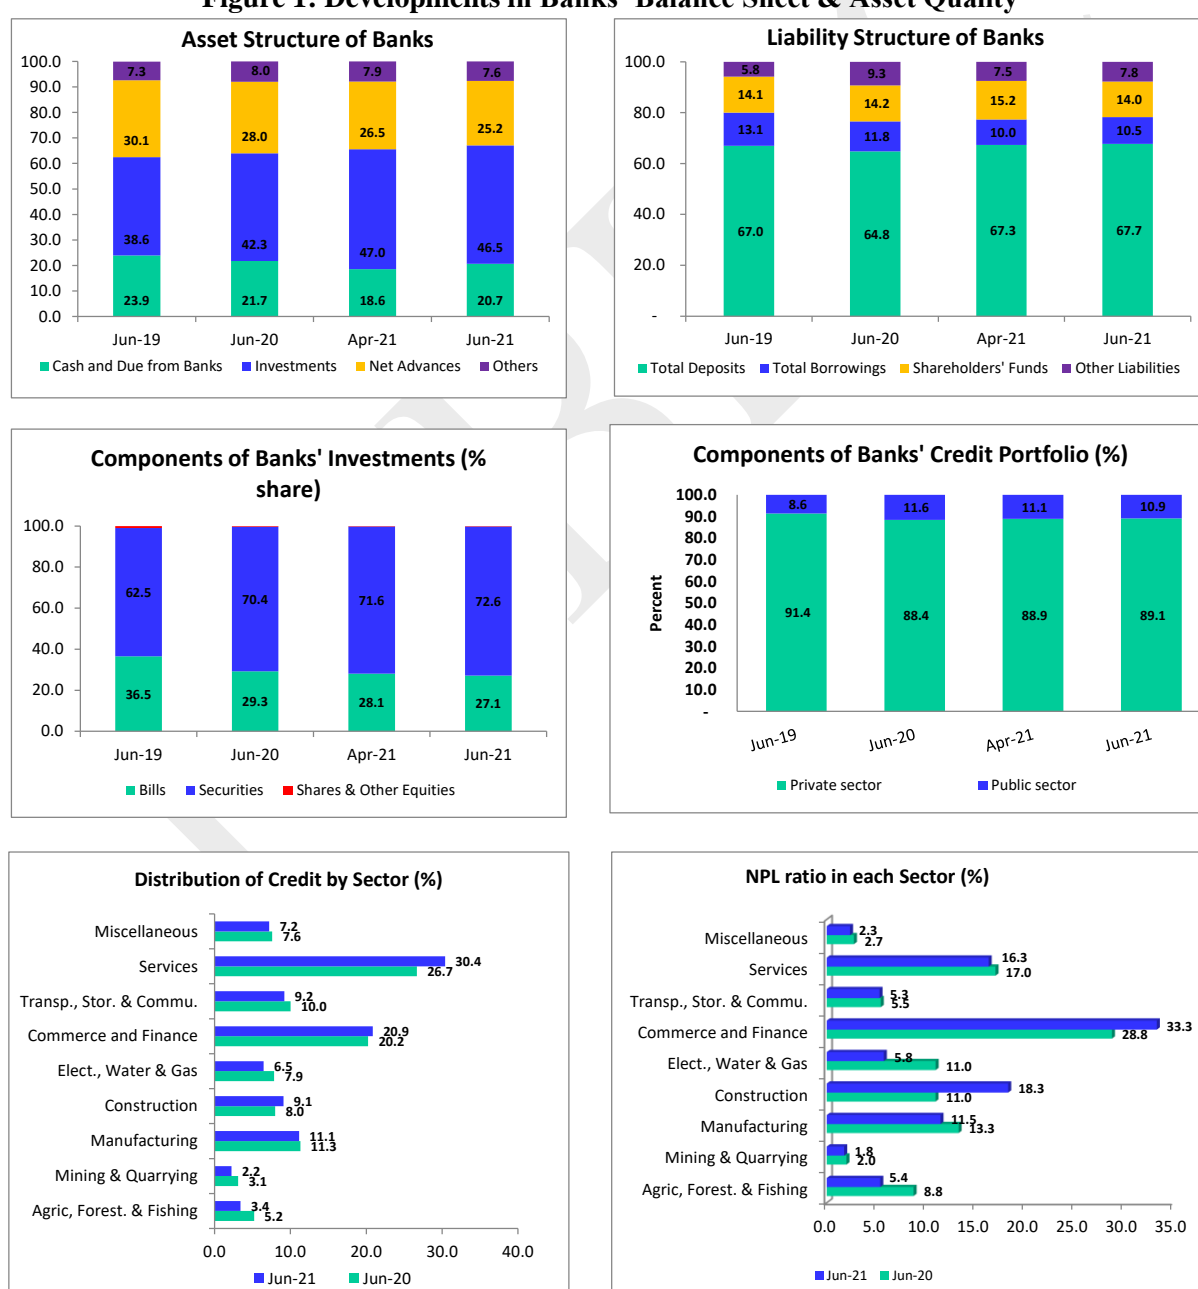 Figure 1: Developments in Banks' Balance Sheet & Asset Quality
Asset Structure of Banks
100.0
90.0
80.0
70.0
60.0
50.0
40.0
30.0
20.0
10.0
0.0
7.3 8.0 7.9 7.6
30.1 28.0 26.5 25.2
38.6 42.3 47.0 46.5
23.9 21.7 18.6 20.7
Jun-19 Jun-20 Apr-21 Jun-21
Cash and Due from Banks Investments Net Advances Others
Liability Structure of Banks
100.0
80.0
60.0
40.0
20.0
-
5.8 9.3 7.5 7.8
14.1 14.2 15.2 14.0
13.1 11.8 10.0 10.5
67.0 64.8 67.3 67.7
Jun-19 Jun-20 Apr-21 Jun-21
Total Deposits Total Borrowings Shareholders' Funds Other Liabilities
Components of Banks' Investments (%
share)
100.0
80.0
60.0
40.0
20.0
0.0
62.5 70.4 71.6 72.6
36.5 29.3 28.1 27.1
Jun-19 Jun-20 Apr-21 Jun-21
Bills Securities Shares & Other Equities
Components of Banks' Credit Portfolio (%)
Percent
100.0
90.0
80.0
70.0
60.0
50.0
40.0
30.0
20.0
10.0
-
8.6 11.6 11.1 10.9
91.4 88.4 88.9 89.1
Jun-19 Jun-20 Apr-21 Jun-21
Private sector Public sector
Distribution of Credit by Sector (%)
Miscellaneous 7.2
7.6
Services 30.4
26.7
Transp., Stor. & Commu. 9.2
10.0
Commerce and Finance 20.9
20.2
Elect., Water & Gas 6.5
7.9
Construction 9.1
8.0
Manufacturing 11.1
11.3
Mining & Quarrying 2.2
3.1
Agric, Forest. & Fishing 3.4
5.2
0.0 10.0 20.0 30.0 40.0
Jun-21 Jun-20
NPL ratio in each Sector (%)
Miscellaneous 2.3
2.7
Services 16.3
17.0
Transp., Stor. & Commu. 5.3
5.5
Commerce and Finance 33.3
28.8
Elect., Water & Gas 5.8
11.0
Construction 18.3
11.0
Manufacturing 11.5
13.3
Mining & Quarrying 1.8
2.0
Agric, Forest. & Fishing 5.4
8.8
0.0 5.0 10.0 15.0 20.0 25.0 30.0 35.0
Jun-21 Jun-20